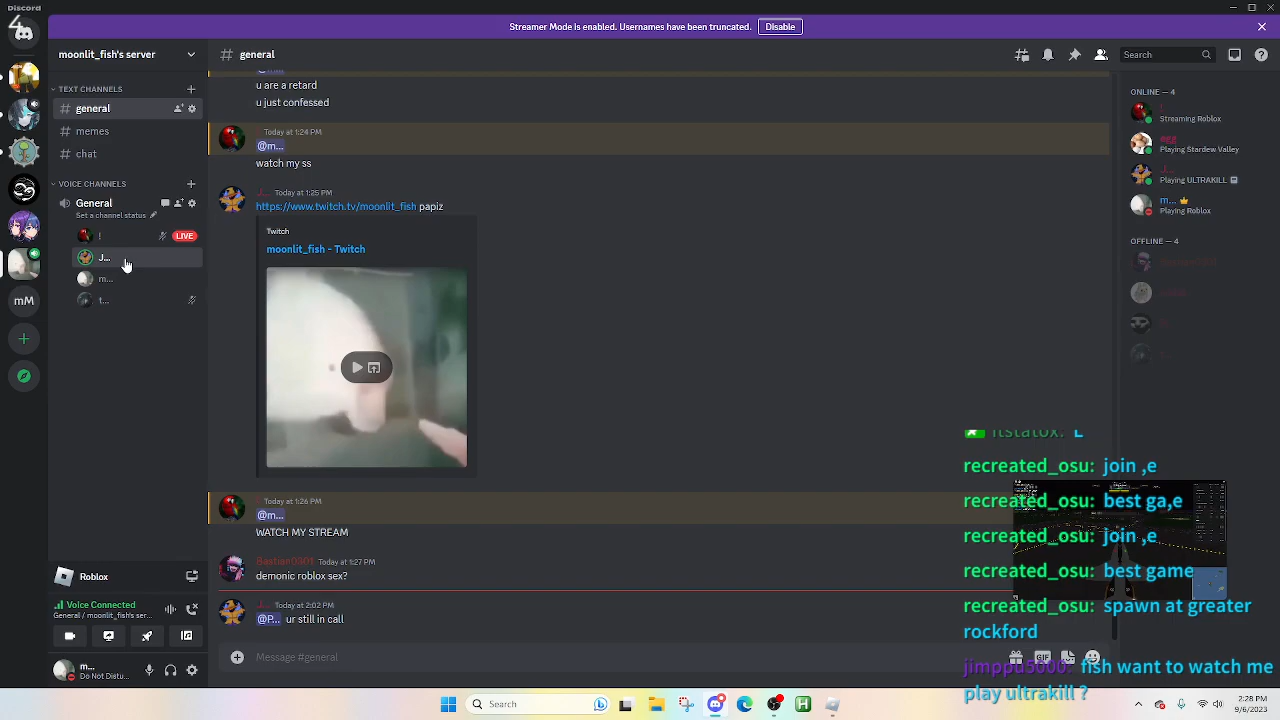 Discord
Streamer Mode is enabled. Usernames have been truncated.
Disable
moonlit_fish's server
general
Search
TEXT CHANNELS
general
memes
chat
VOICE CHANNELS
General
Set a channel status
!
LIVE
J...
m...
t...
mM
Roblox
Voice Connected
General / moonlit_fish's ser...
m...
Do Not Distu...
u are a retard
u just confessed
Today at 1:24 PM
@m...
watch my ss
J... Today at 1:25 PM
https://www.twitch.tv/moonlit_fish papiz
Twitch
moonlit_fish - Twitch
Today at 1:26 PM
@m...
WATCH MY STREAM
Bastian0301 Today at 1:27 PM
demonic roblox sex?
J... Today at 2:02 PM
@P... ur still in call
Message #general
GIF
ONLINE — 4
Streaming Roblox
Playing Stardew Valley
Playing ULTRAKILL
m...
Playing Roblox
OFFLINE — 4
itstatox: L
recreated_osu: join ,e
recreated_osu: best ga,e
recreated_osu: join ,e
recreated_osu: best game
recreated_osu: spawn at greater
rockford
jimppu5000: fish want to watch me
play ultrakill ?
Search
2:08 PM
9/6/2023